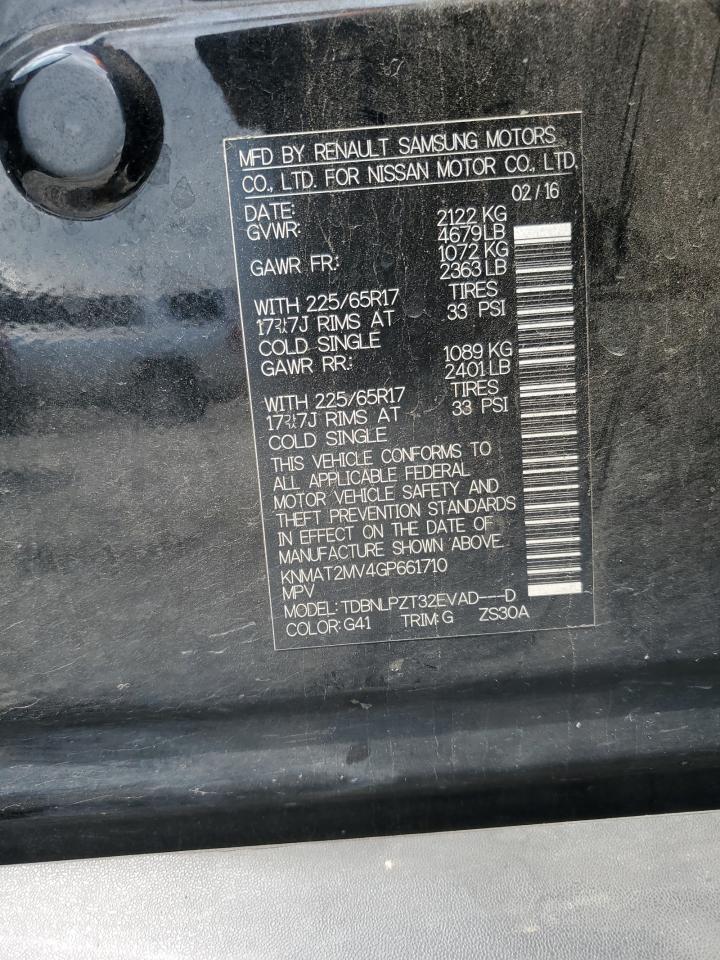 MFD BY RENAULT SAMSUNG MOTORS
CO., LTD. FOR NISSAN MOTOR CO., LTD.
DATE: 02/16
GVWR: 2122 KG
4679 LB
GAWR FR: 1072 KG
2363 LB
WITH 225/65R17 TIRES
17X7J RIMS AT 33 PSI
COLD SINGLE
GAWR RR: 1089 KG
2401 LB
WITH 225/65R17 TIRES
17X7J RIMS AT 33 PSI
COLD SINGLE
THIS VEHICLE CONFORMS TO
ALL APPLICABLE FEDERAL
MOTOR VEHICLE SAFETY AND
THEFT PREVENTION STANDARDS
IN EFFECT ON THE DATE OF
MANUFACTURE SHOWN ABOVE.
KNMAT2MV4GP661710
MPV
MODEL: TDBNLPZT32EVAD---D
COLOR: G41 TRIM: G ZS30A